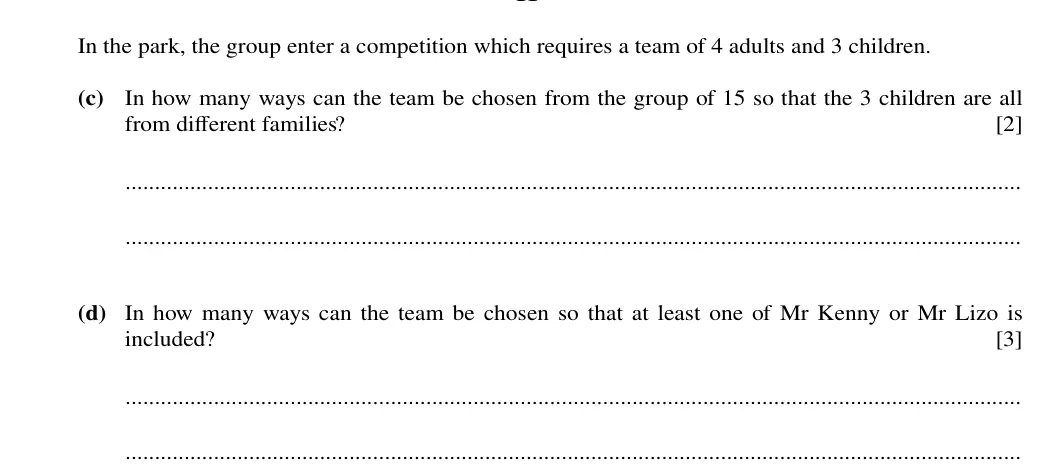 In the park, the group enter a competition which requires a team of 4 adults and 3 children.
(c) In how many ways can the team be chosen from the group of 15 so that the 3 children are all
from different families? [2]
................................................................................
................................................................................
(d) In how many ways can the team be chosen so that at least one of Mr Kenny or Mr Lizo is
included? [3]
................................................................................
................................................................................